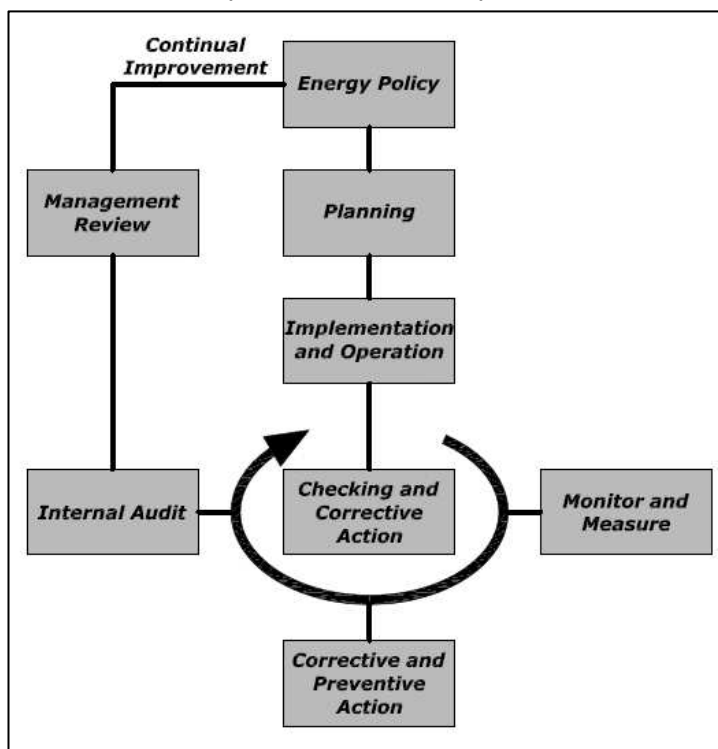 Continual
Improvement
Energy Policy
Management
Review
Planning
Implementation
and Operation
Internal Audit
Checking and
Corrective
Action
Monitor and
Measure
Corrective and
Preventive
Action